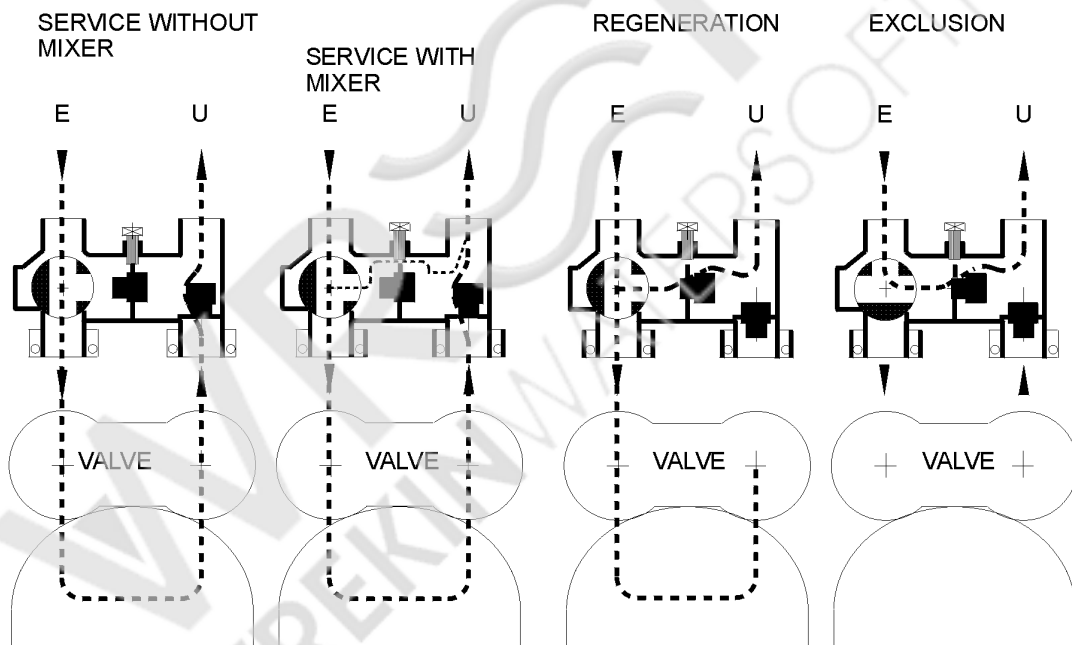 SERVICE WITHOUT
MIXER
SERVICE WITH
MIXER
REGENERATION
EXCLUSION
E U
E U
E U
E U
VALVE
VALVE
VALVE
VALVE